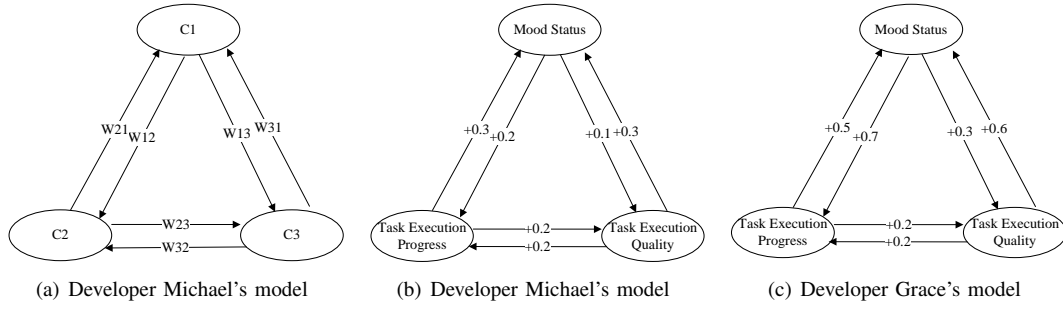 C1
W21
W12
W13
W31
C2
W23
C3
W32
(a) Developer Michael's model
Mood Status
+0.3
+0.2
+0.1
+0.3
Task Execution
Progress
+0.2
+0.2
Task Execution
Quality
(b) Developer Michael's model
Mood Status
+0.5
+0.7
+0.3
+0.6
Task Execution
Progress
+0.2
+0.2
Task Execution
Quality
(c) Developer Grace's model